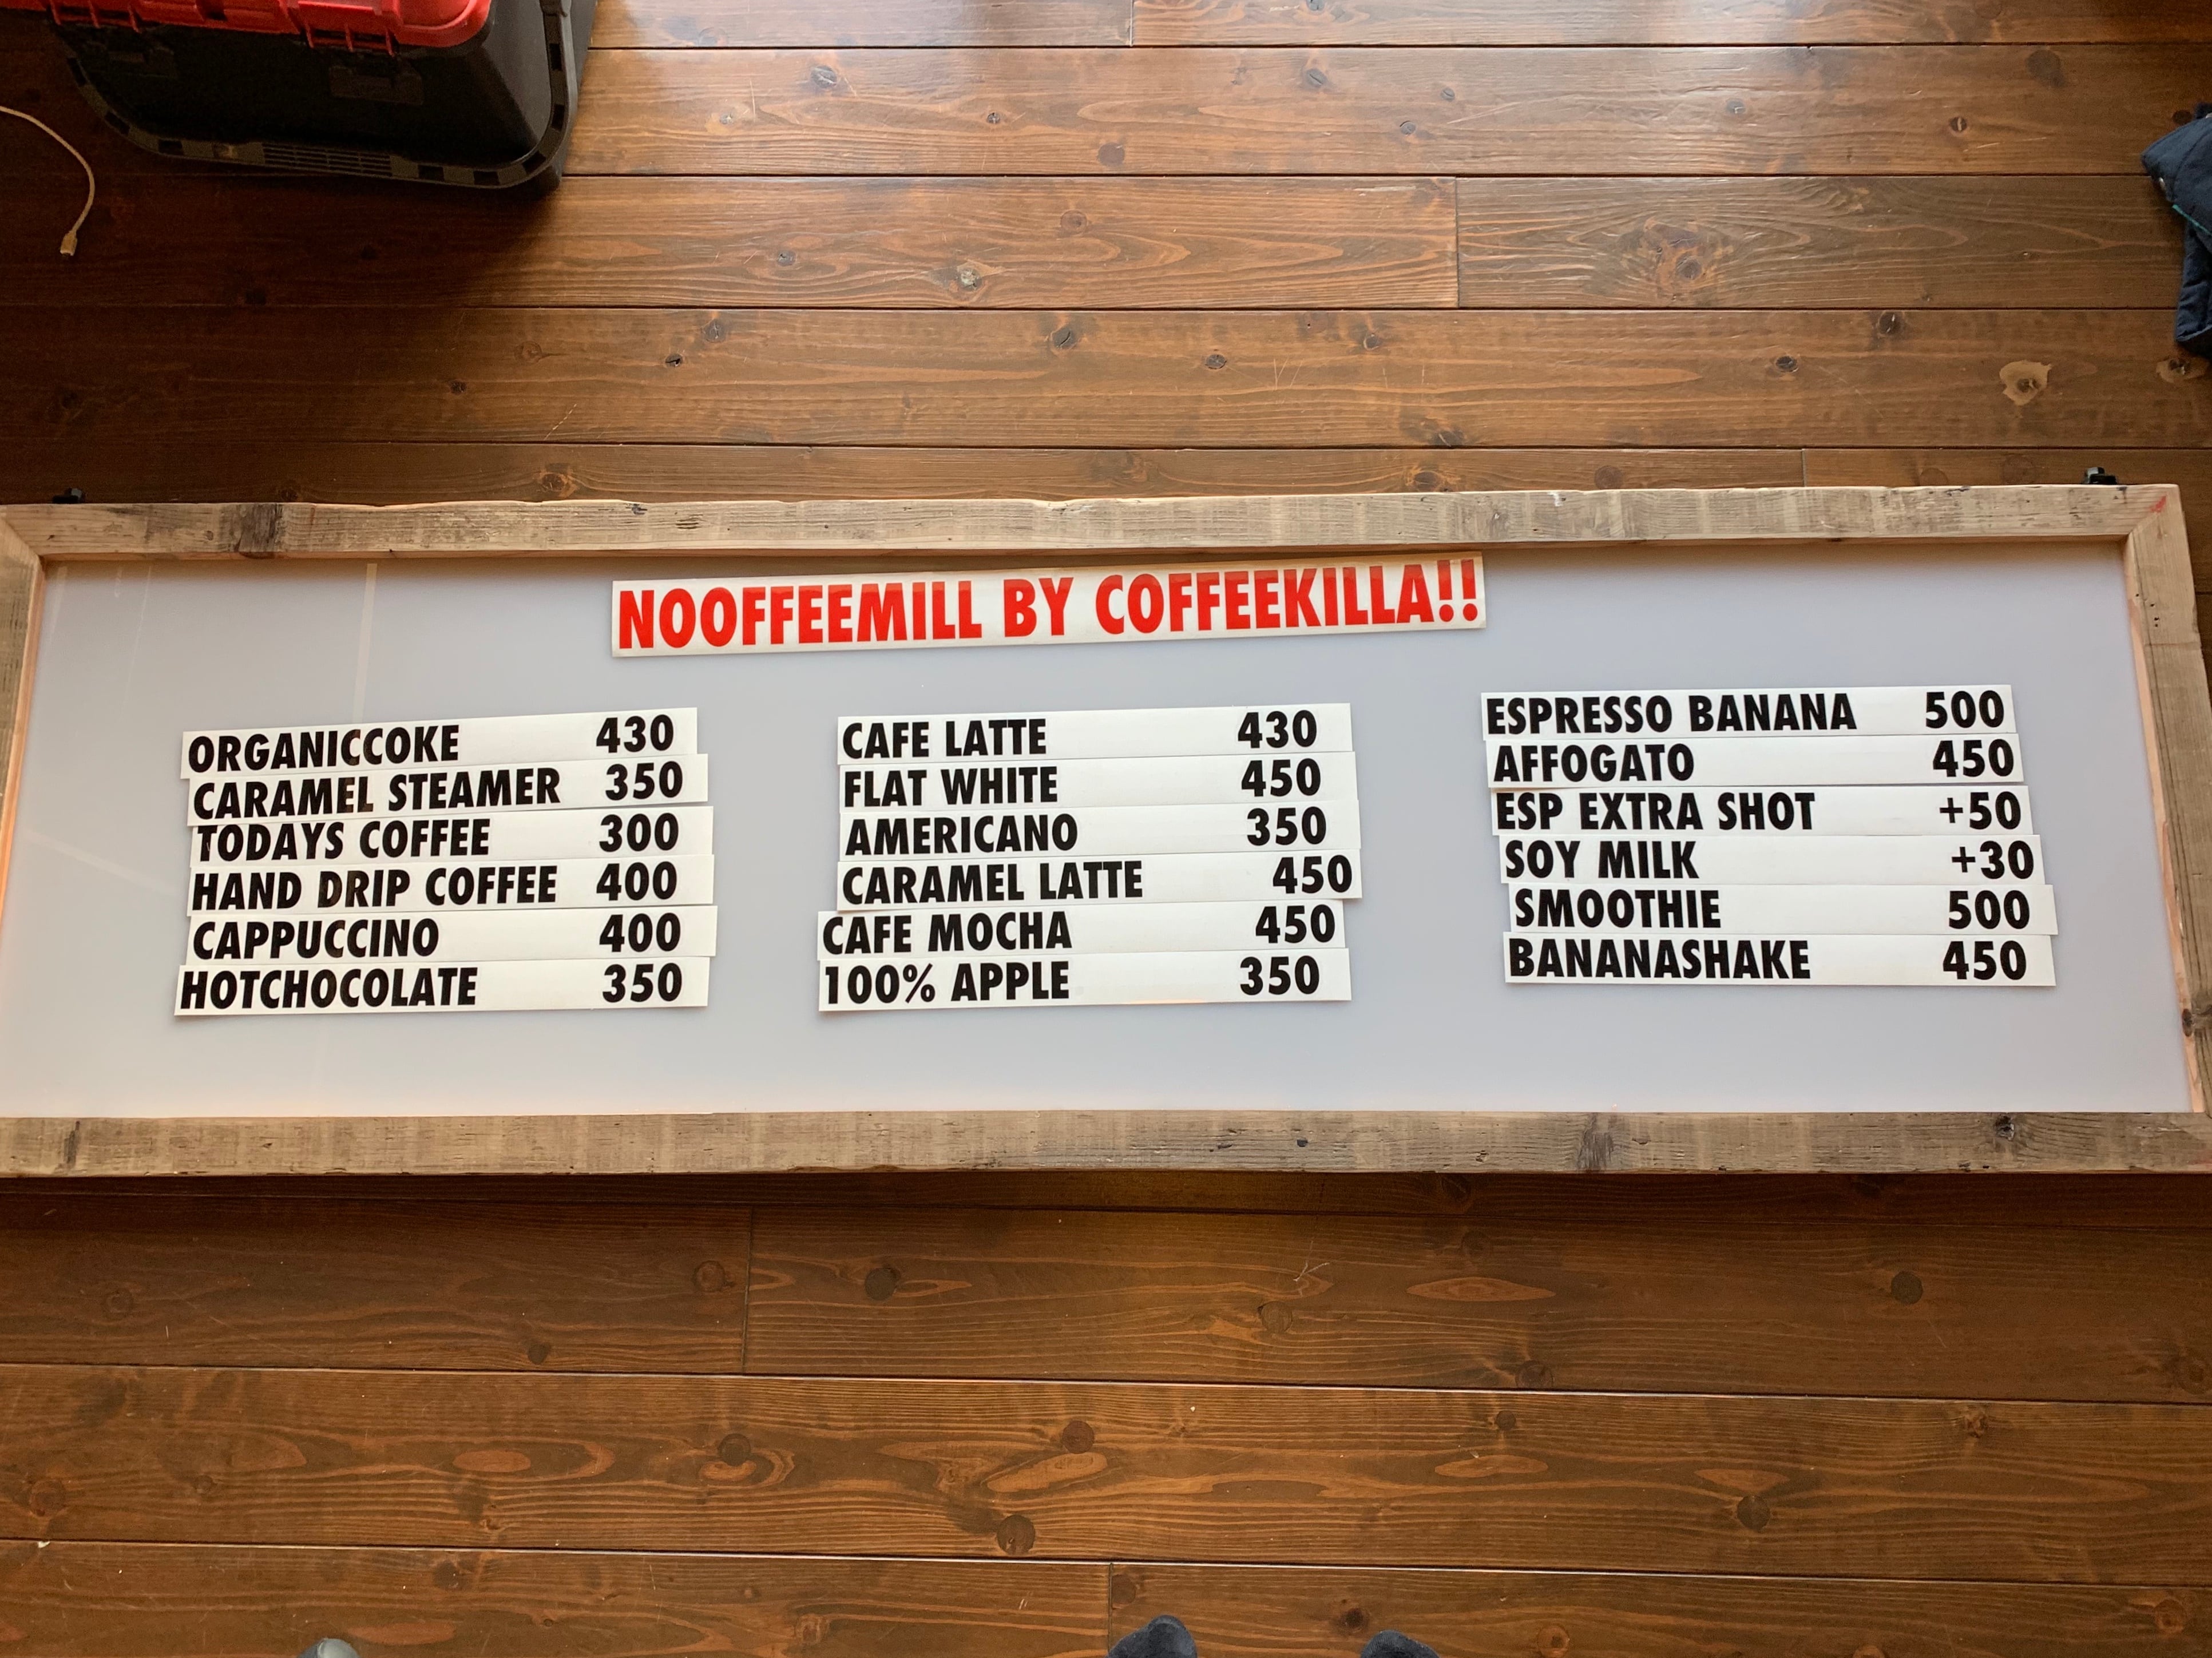 NOOFFEEMILL BY COFFEEKILLA!!
ORGANICCOKE 430
CARAMEL STEAMER 350
TODAYS COFFEE 300
HAND DRIP COFFEE 400
CAPPUCCINO 400
HOTCHOCOLATE 350
CAFE LATTE 430
FLAT WHITE 450
AMERICANO 350
CARAMEL LATTE 450
CAFE MOCHA 450
100% APPLE 350
ESPRESSO BANANA 500
AFFOGATO 450
ESP EXTRA SHOT +50
SOY MILK +30
SMOOTHIE 500
BANANASHAKE 450